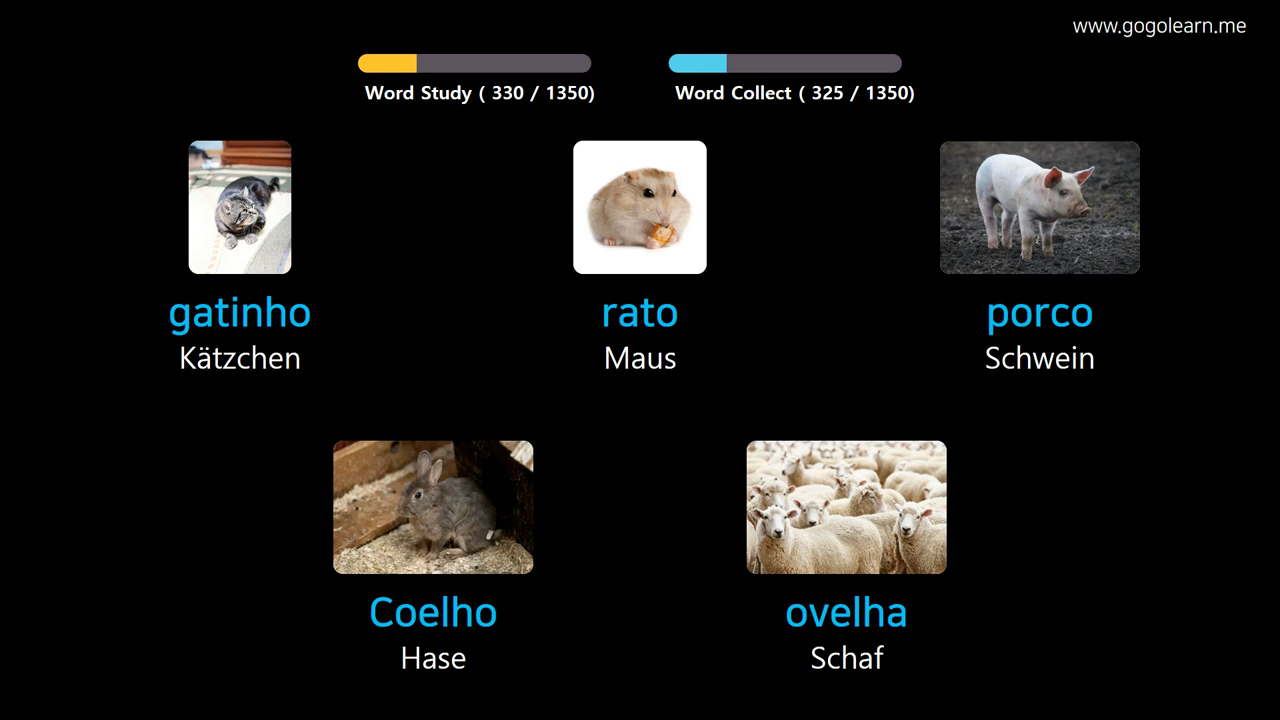 www.gogolearn.me
Word Study ( 330 / 1350)
Word Collect ( 325 / 1350)
gatinho
Kätzchen
rato
Maus
porco
Schwein
Coelho
Hase
ovelha
Schaf